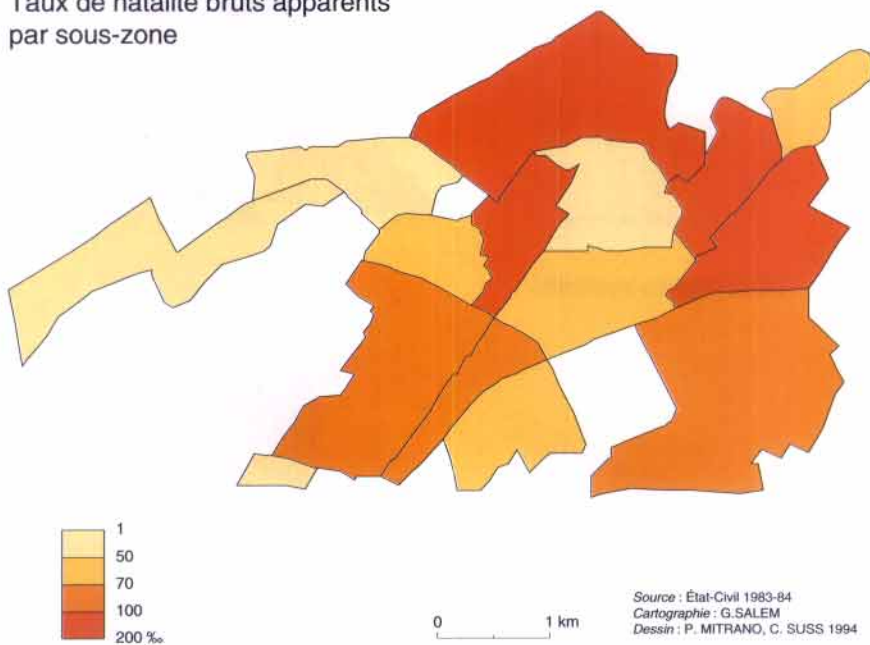 Taux de natalité bruts apparents
par sous-zone
1
50
70
100
200 ‰
0 1 km
Source : État-Civil 1983-84
Cartographie : G.SALEM
Dessin : P. MITRANO, C. SUSS 1994